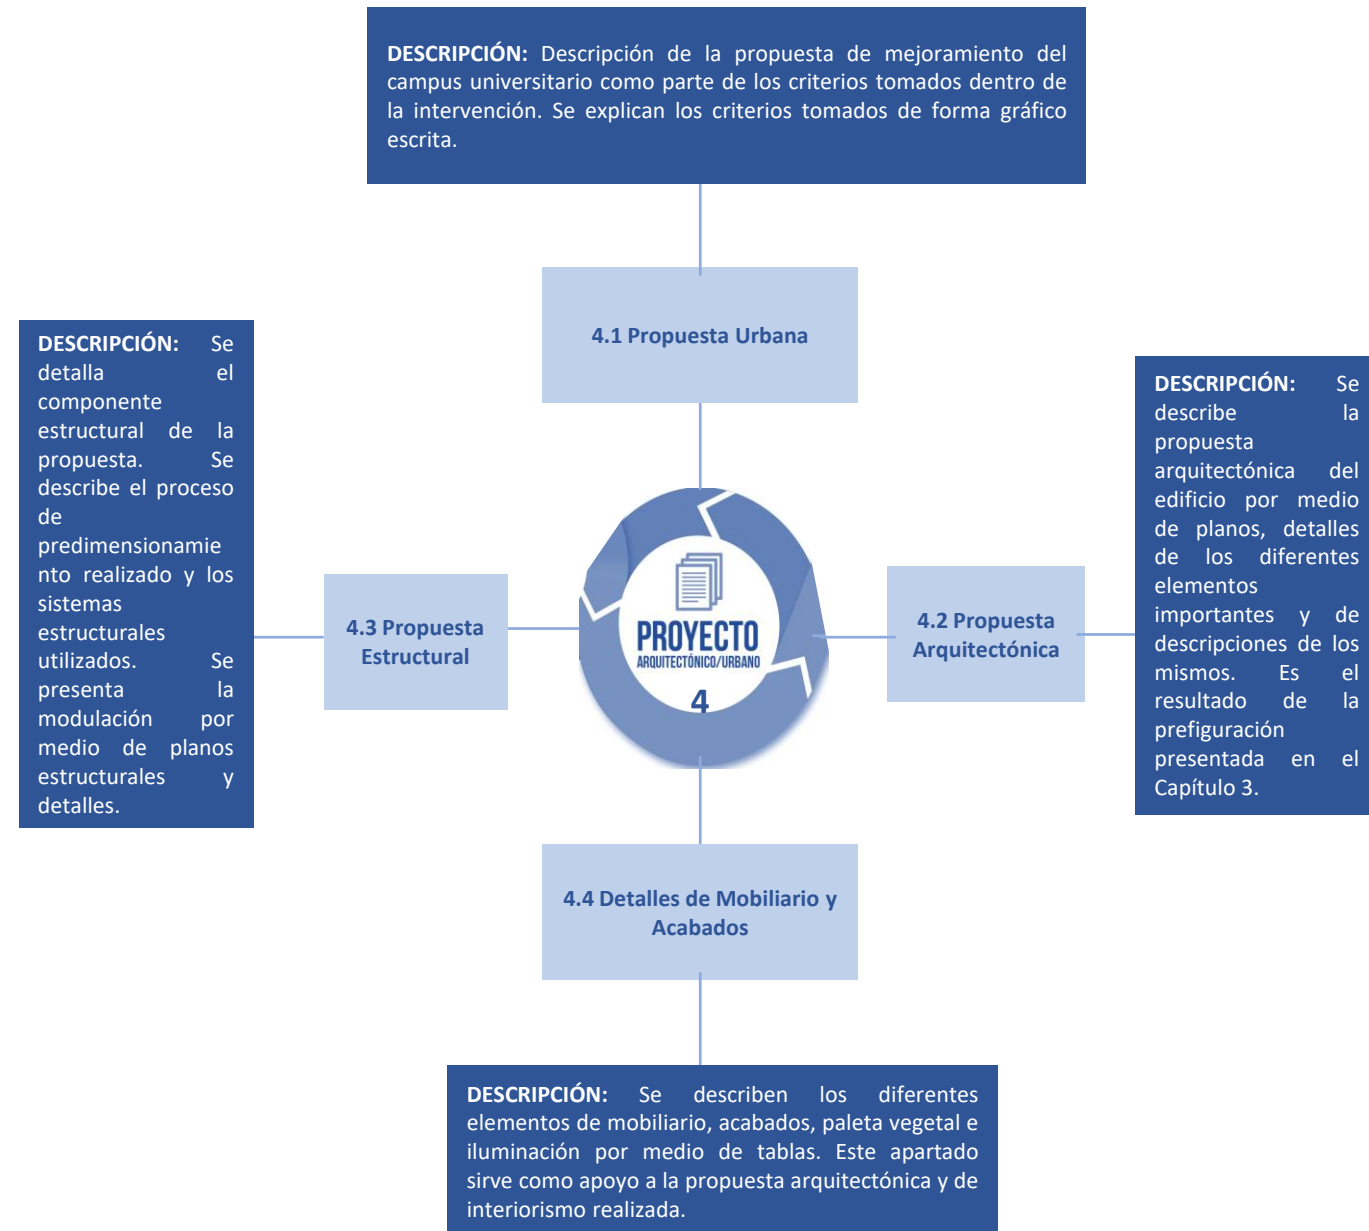 DESCRIPCIÓN: Descripción de la propuesta de mejoramiento del
campus universitario como parte de los criterios tomados dentro de
la intervención. Se explican los criterios tomados de forma gráfico
escrita.
4.1 Propuesta Urbana
DESCRIPCIÓN: Se
detalla el
componente
estructural de la
propuesta. Se
describe el proceso
de
predimensionamie
nto realizado y los
sistemas
estructurales
utilizados. Se
presenta la
modulación por
medio de planos
estructurales y
detalles.
4.3 Propuesta
Estructural
PROYECTO
ARQUITECTÓNICO/URBANO
4
4.2 Propuesta
Arquitectónica
DESCRIPCIÓN: Se
describe la
propuesta
arquitectónica del
edificio por medio
de planos, detalles
de los diferentes
elementos
importantes y de
descripciones de los
mismos. Es el
resultado de la
prefiguración
presentada en el
Capítulo 3.
4.4 Detalles de Mobiliario y
Acabados
DESCRIPCIÓN: Se describen los diferentes
elementos de mobiliario, acabados, paleta vegetal e
iluminación por medio de tablas. Este apartado
sirve como apoyo a la propuesta arquitectónica y de
interiorismo realizada.